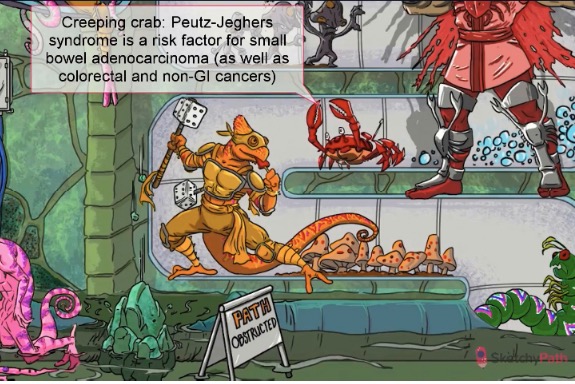 Creeping crab: Peutz-Jeghers
syndrome is a risk factor for small
bowel adenocarcinoma (as well as
colorectal and non-GI cancers)
PATH
OBSTRUCTED
SketchyPath